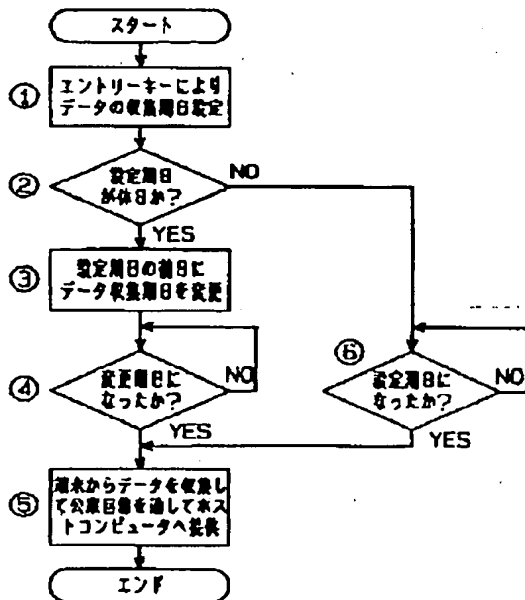 スタート
①
エントリーキーにより
データの収集期日設定
②
設定期日
が休日か?
NO
YES
③
設定期日の前日に
データ収集期日を変更
④
変更期日に
なったか?
NO
YES
⑥
設定期日に
なったか?
NO
YES
⑤
端末からデータを収集し
て公衆回線を通してホス
トコンピュータへ転送
エンド